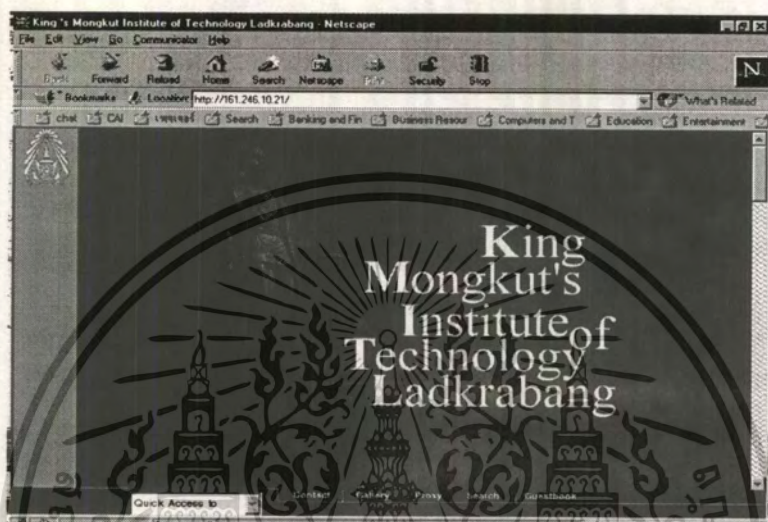 King 's Mongkut Institute of Technology Ladkrabang - Netscape
File Edit View Go Communicator Help
Back Forward Reload Home Search Netscape Print Security Stop
N
Bookmarks Location: http://161.246.10.21/ What's Related
chat CAI Search Banking and Fin Business Resour Computers and T Education Entertainment
King
Mongkut's
Institute of
Technology
Ladkrabang
Quick Access to Contact Gallery Proxy Search Guestbook